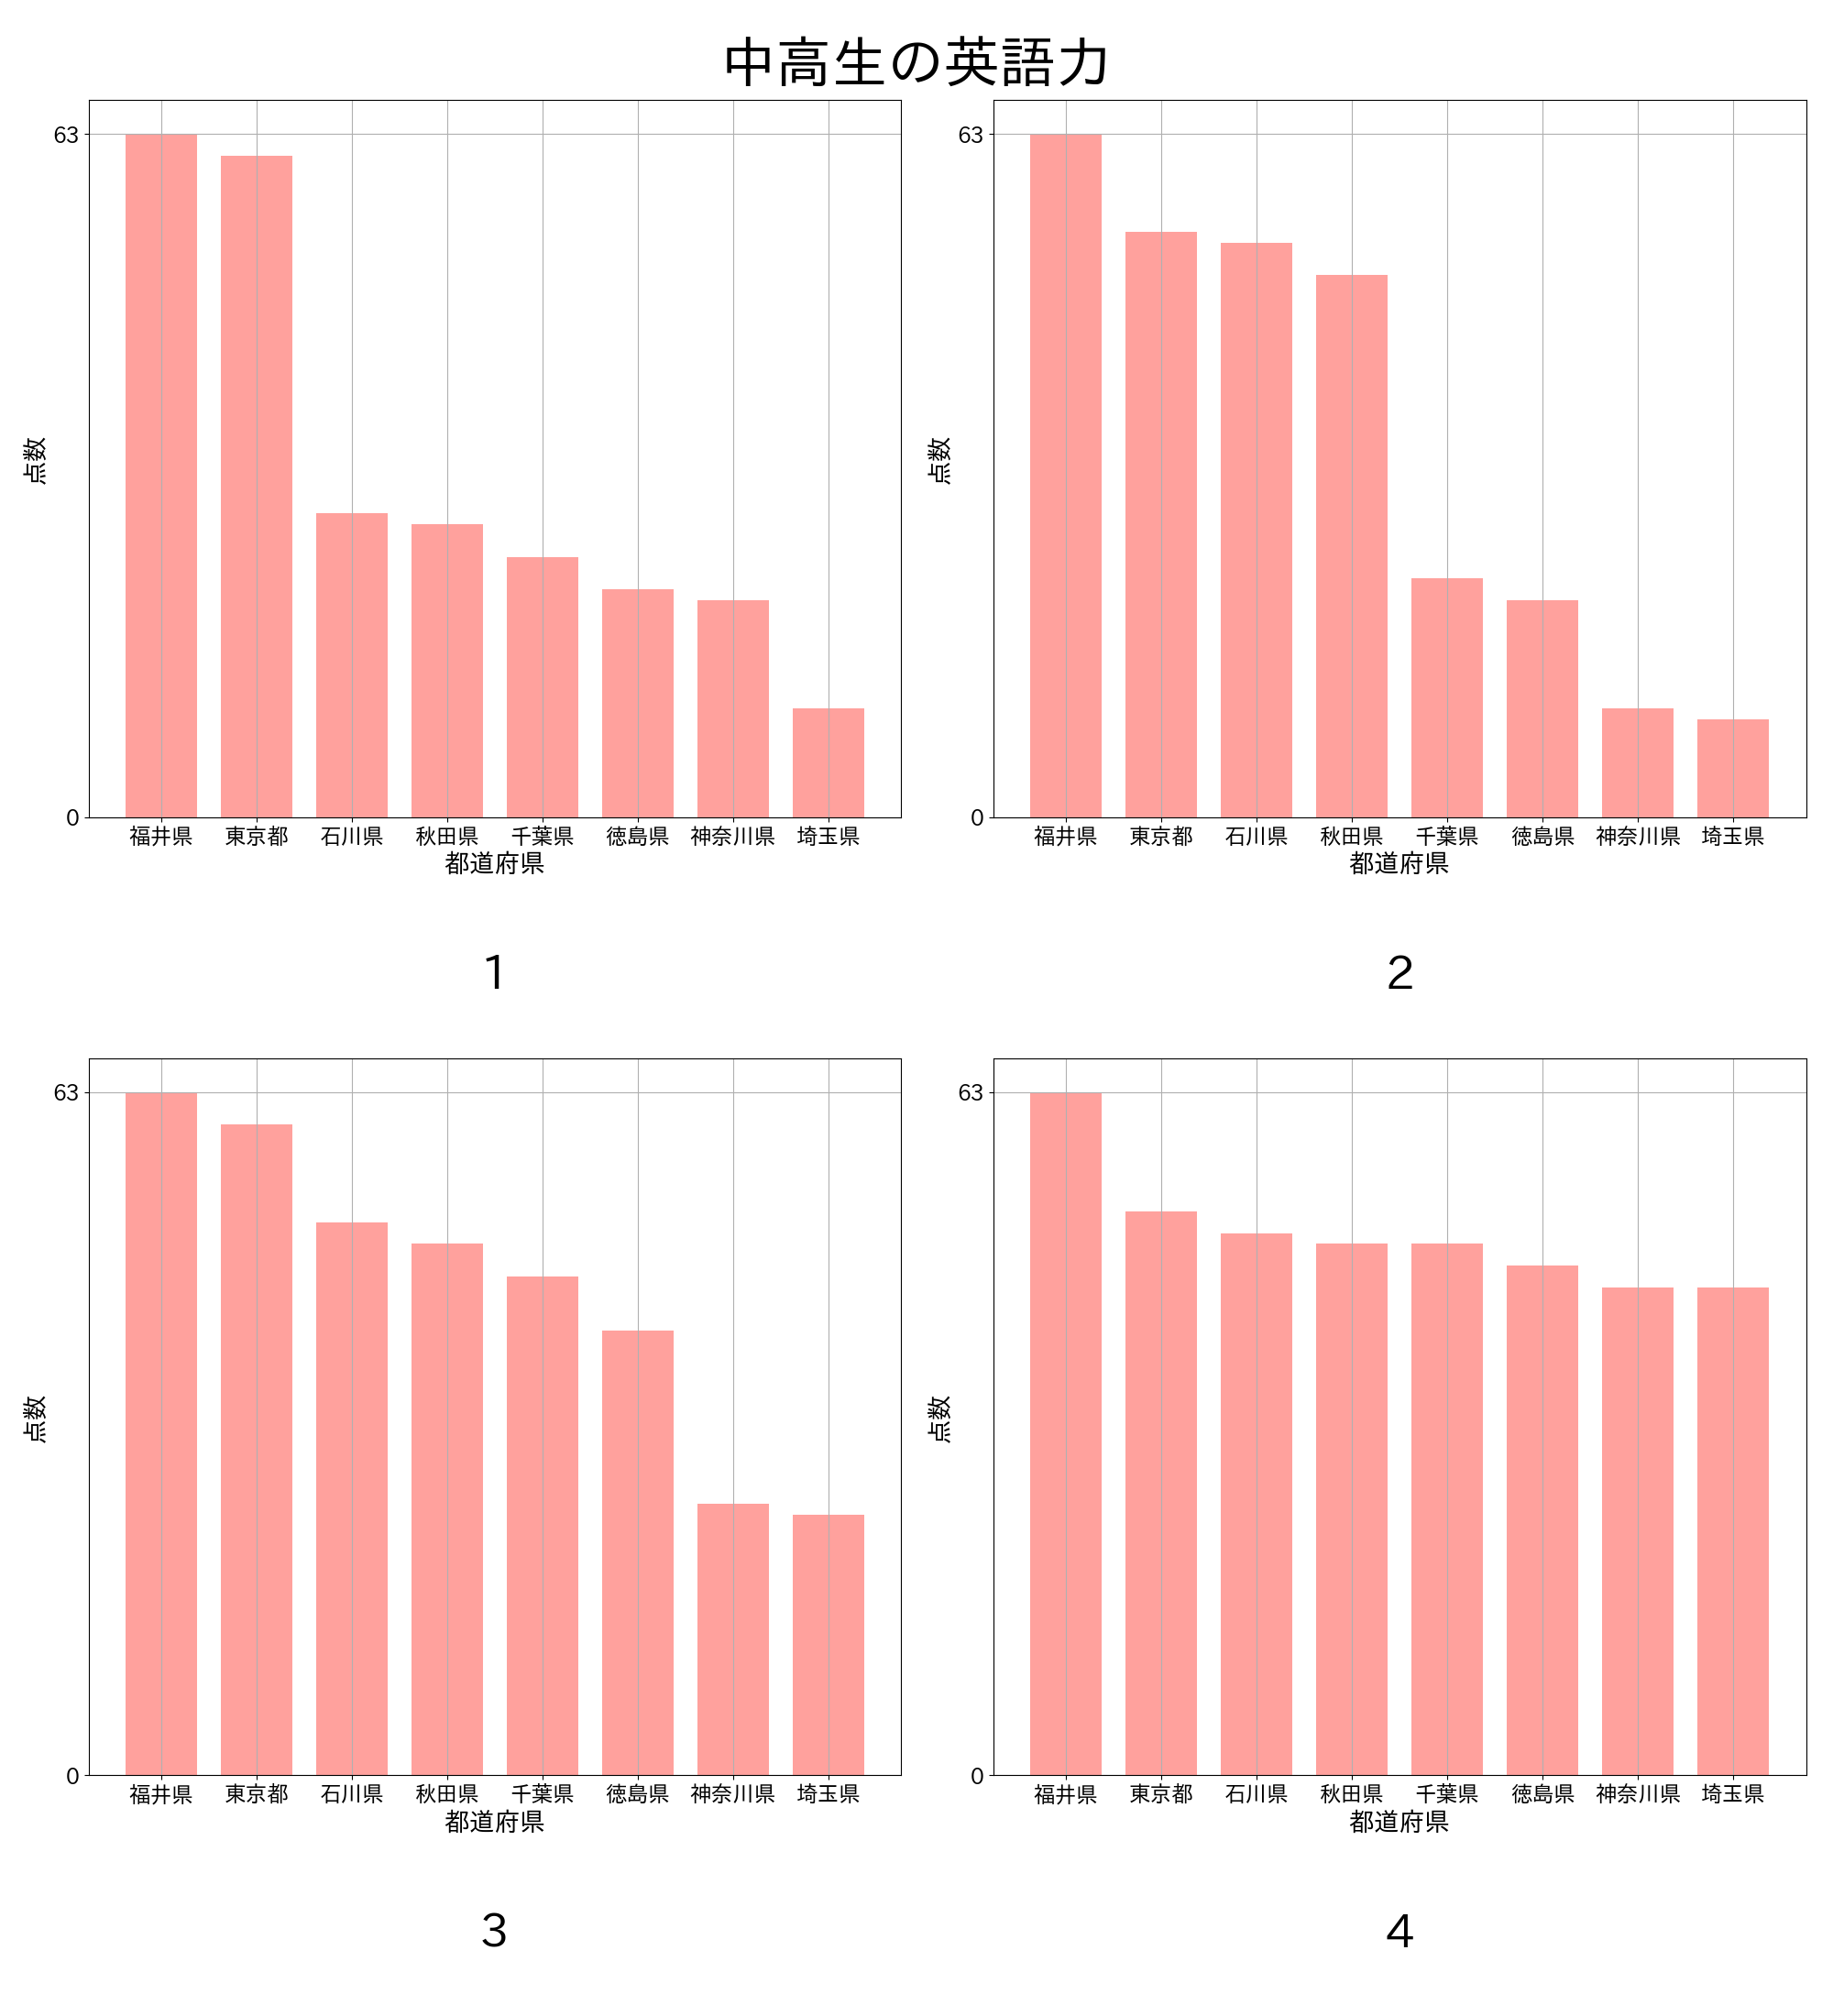 中高生の英語力
63
点数
0
福井県 東京都 石川県 秋田県 千葉県 徳島県 神奈川県 埼玉県
都道府県
1
63
点数
0
福井県 東京都 石川県 秋田県 千葉県 徳島県 神奈川県 埼玉県
都道府県
2
63
点数
0
福井県 東京都 石川県 秋田県 千葉県 徳島県 神奈川県 埼玉県
都道府県
3
63
点数
0
福井県 東京都 石川県 秋田県 千葉県 徳島県 神奈川県 埼玉県
都道府県
4